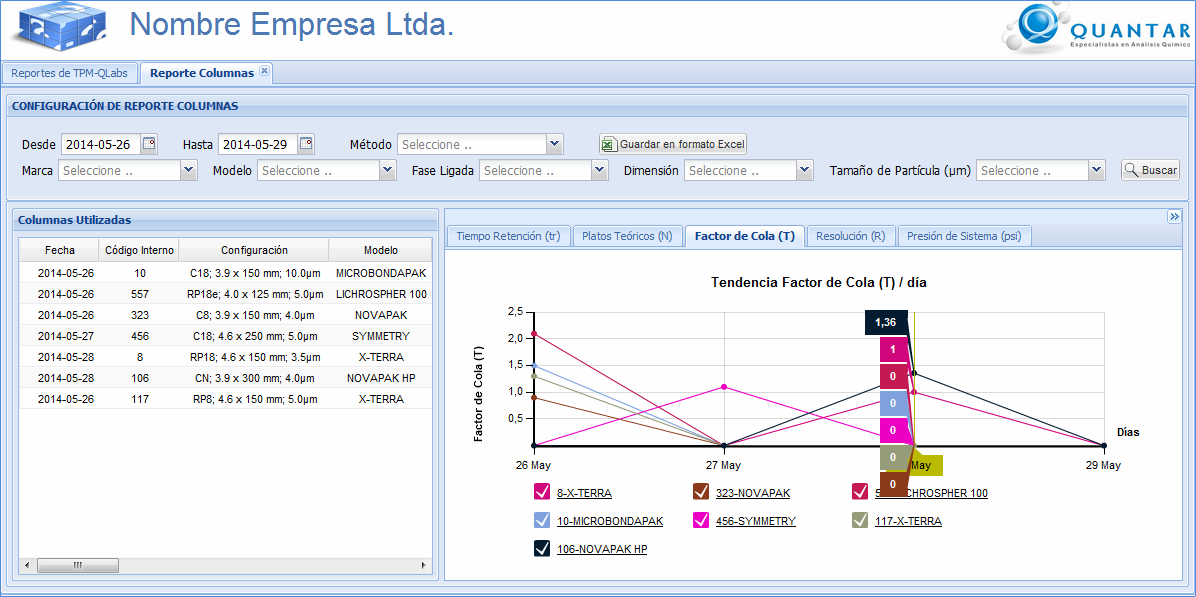 Nombre Empresa Ltda.
QUANTAR
Especialistas en Análisis Químico
Reportes de TPM-QLabs
Reporte Columnas
CONFIGURACIÓN DE REPORTE COLUMNAS
Desde 2014-05-26 Hasta 2014-05-29 Método Seleccione .. Guardar en formato Excel
Marca Seleccione .. Modelo Seleccione .. Fase Ligada Seleccione .. Dimensión Seleccione .. Tamaño de Partícula (µm) Seleccione .. Buscar
Columnas Utilizadas
Fecha Código Interno Configuración Modelo
2014-05-26 10 C18; 3.9 x 150 mm; 10.0µm MICROBONDAPAK
2014-05-26 557 RP18e; 4.0 x 125 mm; 5.0µm LICHROSPHER 100
2014-05-26 323 C8; 3.9 x 150 mm; 4.0µm NOVAPAK
2014-05-27 456 C18; 4.6 x 250 mm; 5.0µm SYMMETRY
2014-05-28 8 RP18; 4.6 x 150 mm; 3.5µm X-TERRA
2014-05-28 106 CN; 3.9 x 300 mm; 4.0µm NOVAPAK HP
2014-05-26 117 RP8; 4.6 x 150 mm; 5.0µm X-TERRA
Tiempo Retención (tr) Platos Teóricos (N) Factor de Cola (T) Resolución (R) Presión de Sistema (psi)
Tendencia Factor de Cola (T) / día
Factor de Cola (T)
2,5
2,0
1,5
1,0
0,5
1,36
1
0
0
0
0
0
Días
26 May 27 May May 29 May
8-X-TERRA 323-NOVAPAK CHROSPHER 100
10-MICROBONDAPAK 456-SYMMETRY 117-X-TERRA
106-NOVAPAK HP